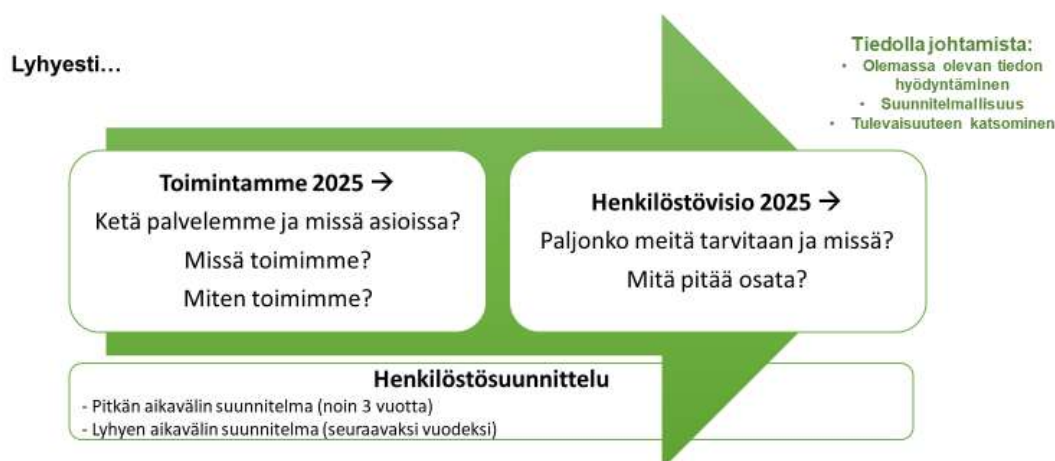 Lyhyesti...
Tiedolla johtamista:
• Olemassa olevan tiedon
hyödyntäminen
• Suunnitelmallisuus
• Tulevaisuuteen katsominen
Toimintamme 2025 →
Ketä palvelemme ja missä asioissa?
Missä toimimme?
Miten toimimme?
Henkilöstövisio 2025 →
Paljonko meitä tarvitaan ja missä?
Mitä pitää osata?
Henkilöstösuunnittelu
- Pitkän aikavälin suunnitelma (noin 3 vuotta)
- Lyhyen aikavälin suunnitelma (seuraavaksi vuodeksi)